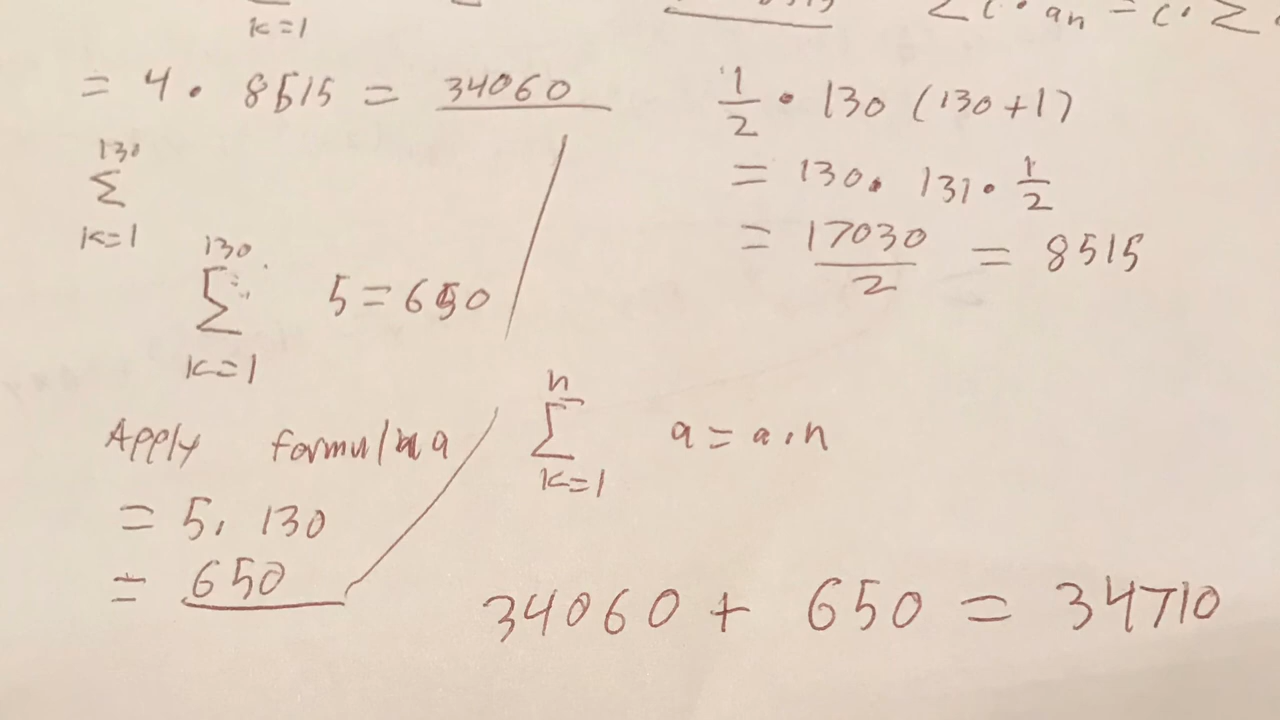 k=1
Σ c · an = c · Σ
= 4 · 8515 = 34060
1/2 · 130 (130+1)
130
Σ
k=1
= 130 · 131 · 1/2
= 17030/2 = 8515
130
Σ 5 = 650
k=1
n
Σ a = a · n
k=1
Apply formula
= 5 . 130
= 650
34060 + 650 = 34710